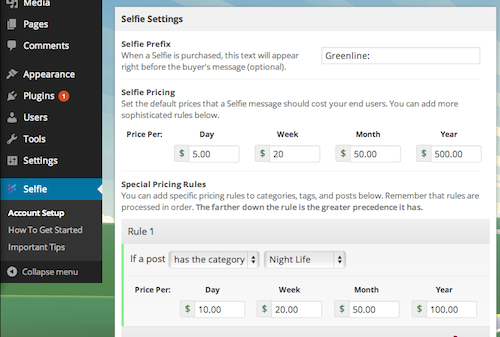 Media
Pages
Comments
Appearance
Plugins 1
Users
Tools
Settings
Selfie
Account Setup
How To Get Started
Important Tips
Collapse menu
Selfie Settings
Selfie Prefix
When a Selfie is purchased, this text will appear
right before the buyer's message (optional).
Greenline:
Selfie Pricing
Set the default prices that a Selfie message should cost your end users. You can add more
sophisticated rules below.
Price Per: Day Week Month Year
$ 5.00 $ 20 $ 50.00 $ 500.00
Special Pricing Rules
You can add specific pricing rules to categories, tags, and posts below. Remember that rules are
processed in order. The farther down the rule is the greater precedence it has.
Rule 1
If a post has the category Night Life
Price Per: Day Week Month Year
$ 10.00 $ 20.00 $ 50.00 $ 100.00